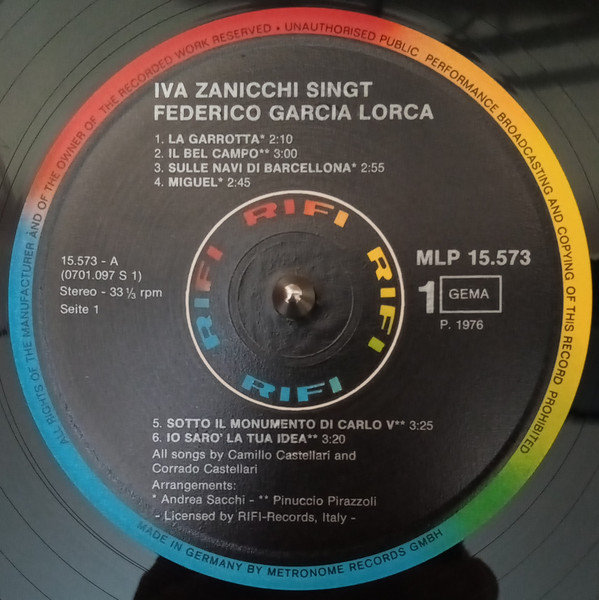 ALL RIGHTS OF THE MANUFACTURER AND OF THE OWNER OF THE RECORDED WORK RESERVED • UNAUTHORISED PUBLIC PERFORMANCE BROADCASTING AND COPYING OF THIS RECORD PROHIBITED
IVA ZANICCHI SINGT
FEDERICO GARCIA LORCA
1. LA GARROTTA* 2:10
2. IL BEL CAMPO** 3:00
3. SULLE NAVI DI BARCELLONA* 2:55
4. MIGUEL* 2:45
15.573 - A
(0701.097 S 1)
Stereo - 33 1/3 rpm
Seite 1
RIFI RIFI RIFI RIFI RIFI
MLP 15.573
1 GEMA
P. 1976
5. SOTTO IL MONUMENTO DI CARLO V** 3:25
6. IO SARO' LA TUA IDEA** 3:20
All songs by Camillo Castellari and
Corrado Castellari
Arrangements:
* Andrea Sacchi - ** Pinuccio Pirazzoli
- Licensed by RIFI-Records, Italy -
MADE IN GERMANY BY METRONOME RECORDS GMBH